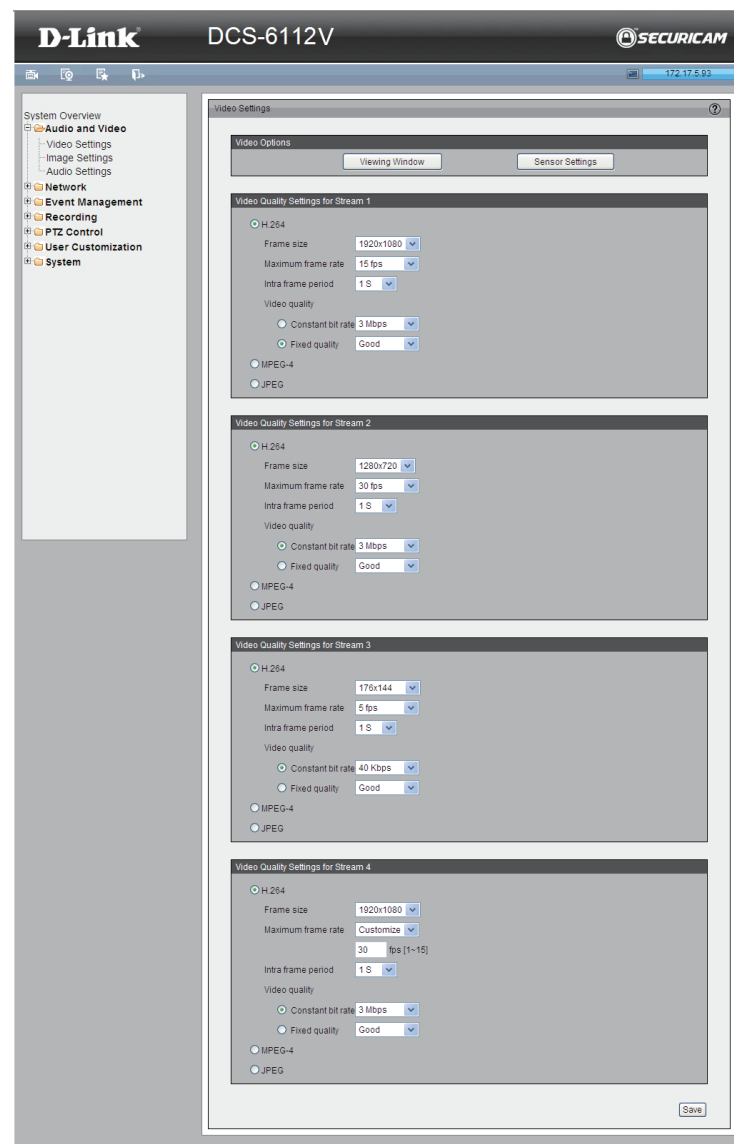 D-Link
DCS-6112V
SECURICAM
172.17.5.93
System Overview
Audio and Video
Video Settings
Image Settings
Audio Settings
Network
Event Management
Recording
PTZ Control
User Customization
System
Video Settings
?
Video Options
Viewing Window
Sensor Settings
Video Quality Settings for Stream 1
H.264
Frame size 1920x1080
Maximum frame rate 15 fps
Intra frame period 1 S
Video quality
Constant bit rate 3 Mbps
Fixed quality Good
MPEG-4
JPEG
Video Quality Settings for Stream 2
H.264
Frame size 1280x720
Maximum frame rate 30 fps
Intra frame period 1 S
Video quality
Constant bit rate 3 Mbps
Fixed quality Good
MPEG-4
JPEG
Video Quality Settings for Stream 3
H.264
Frame size 176x144
Maximum frame rate 5 fps
Intra frame period 1 S
Video quality
Constant bit rate 40 Kbps
Fixed quality Good
MPEG-4
JPEG
Video Quality Settings for Stream 4
H.264
Frame size 1920x1080
Maximum frame rate Customize
30 fps [1~15]
Intra frame period 1 S
Video quality
Constant bit rate 3 Mbps
Fixed quality Good
MPEG-4
JPEG
Save